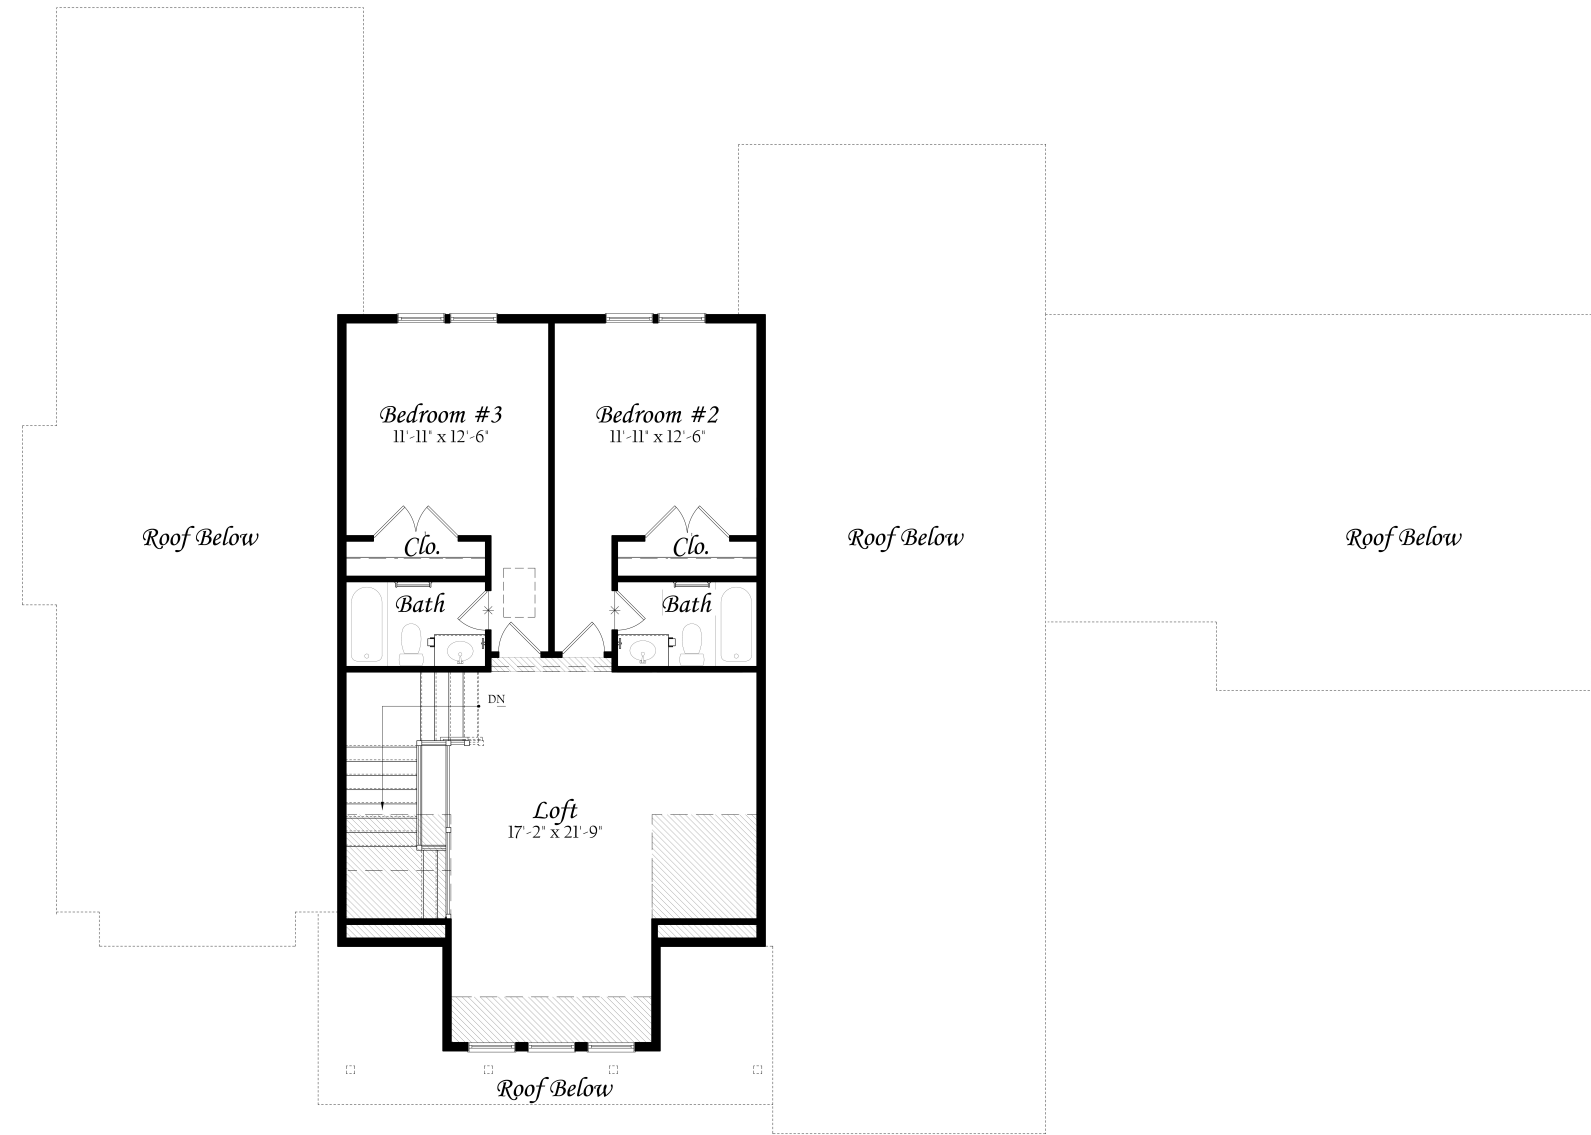 Bedroom #3
11'-11" x 12'-6"
Bedroom #2
11'-11" x 12'-6"
Roof Below
Clo.
Clo.
Roof Below
Roof Below
Bath
Bath
DN
Loft
17'-2" x 21'-9"
Roof Below